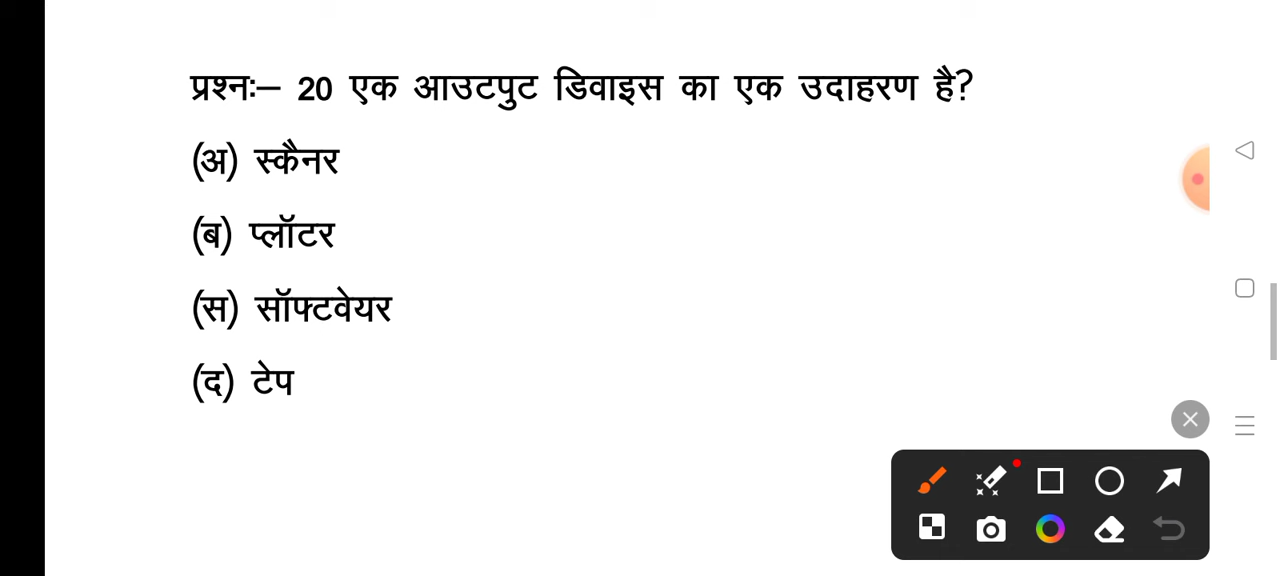 प्रश्नः– 20 एक आउटपुट डिवाइस का एक उदाहरण है?
(अ) स्कैनर
(ब) प्लॉटर
(स) सॉफ्टवेयर
(द) टेप